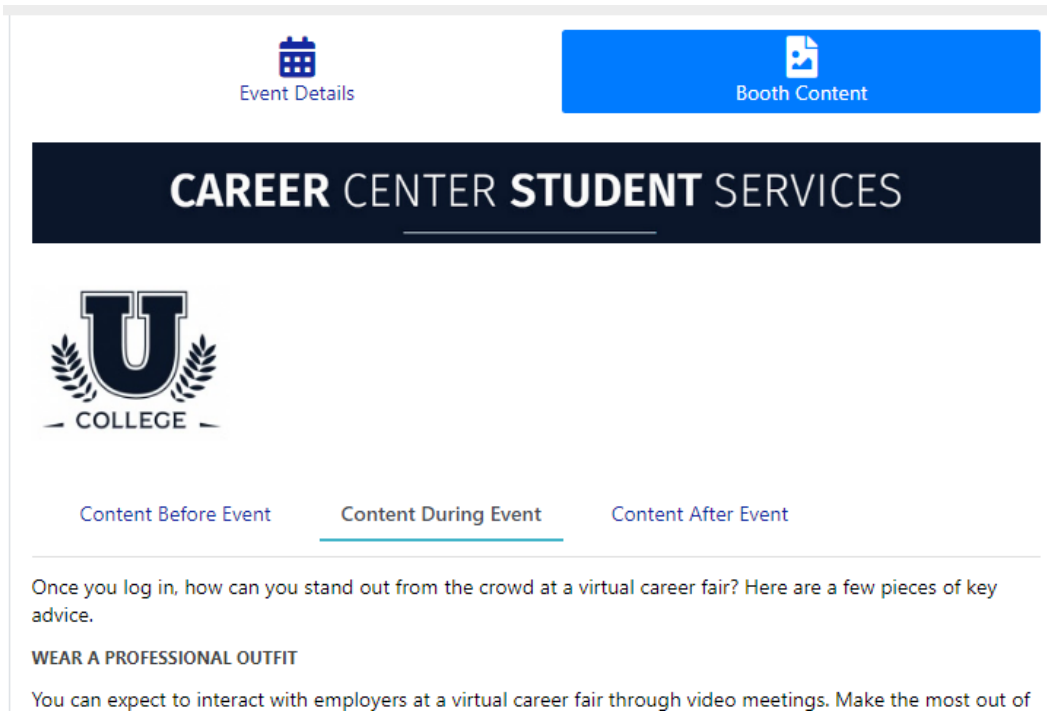 Event Details
Booth Content
CAREER CENTER STUDENT SERVICES
U
COLLEGE
Content Before Event
Content During Event
Content After Event
Once you log in, how can you stand out from the crowd at a virtual career fair? Here are a few pieces of key
advice.
WEAR A PROFESSIONAL OUTFIT
You can expect to interact with employers at a virtual career fair through video meetings. Make the most out of